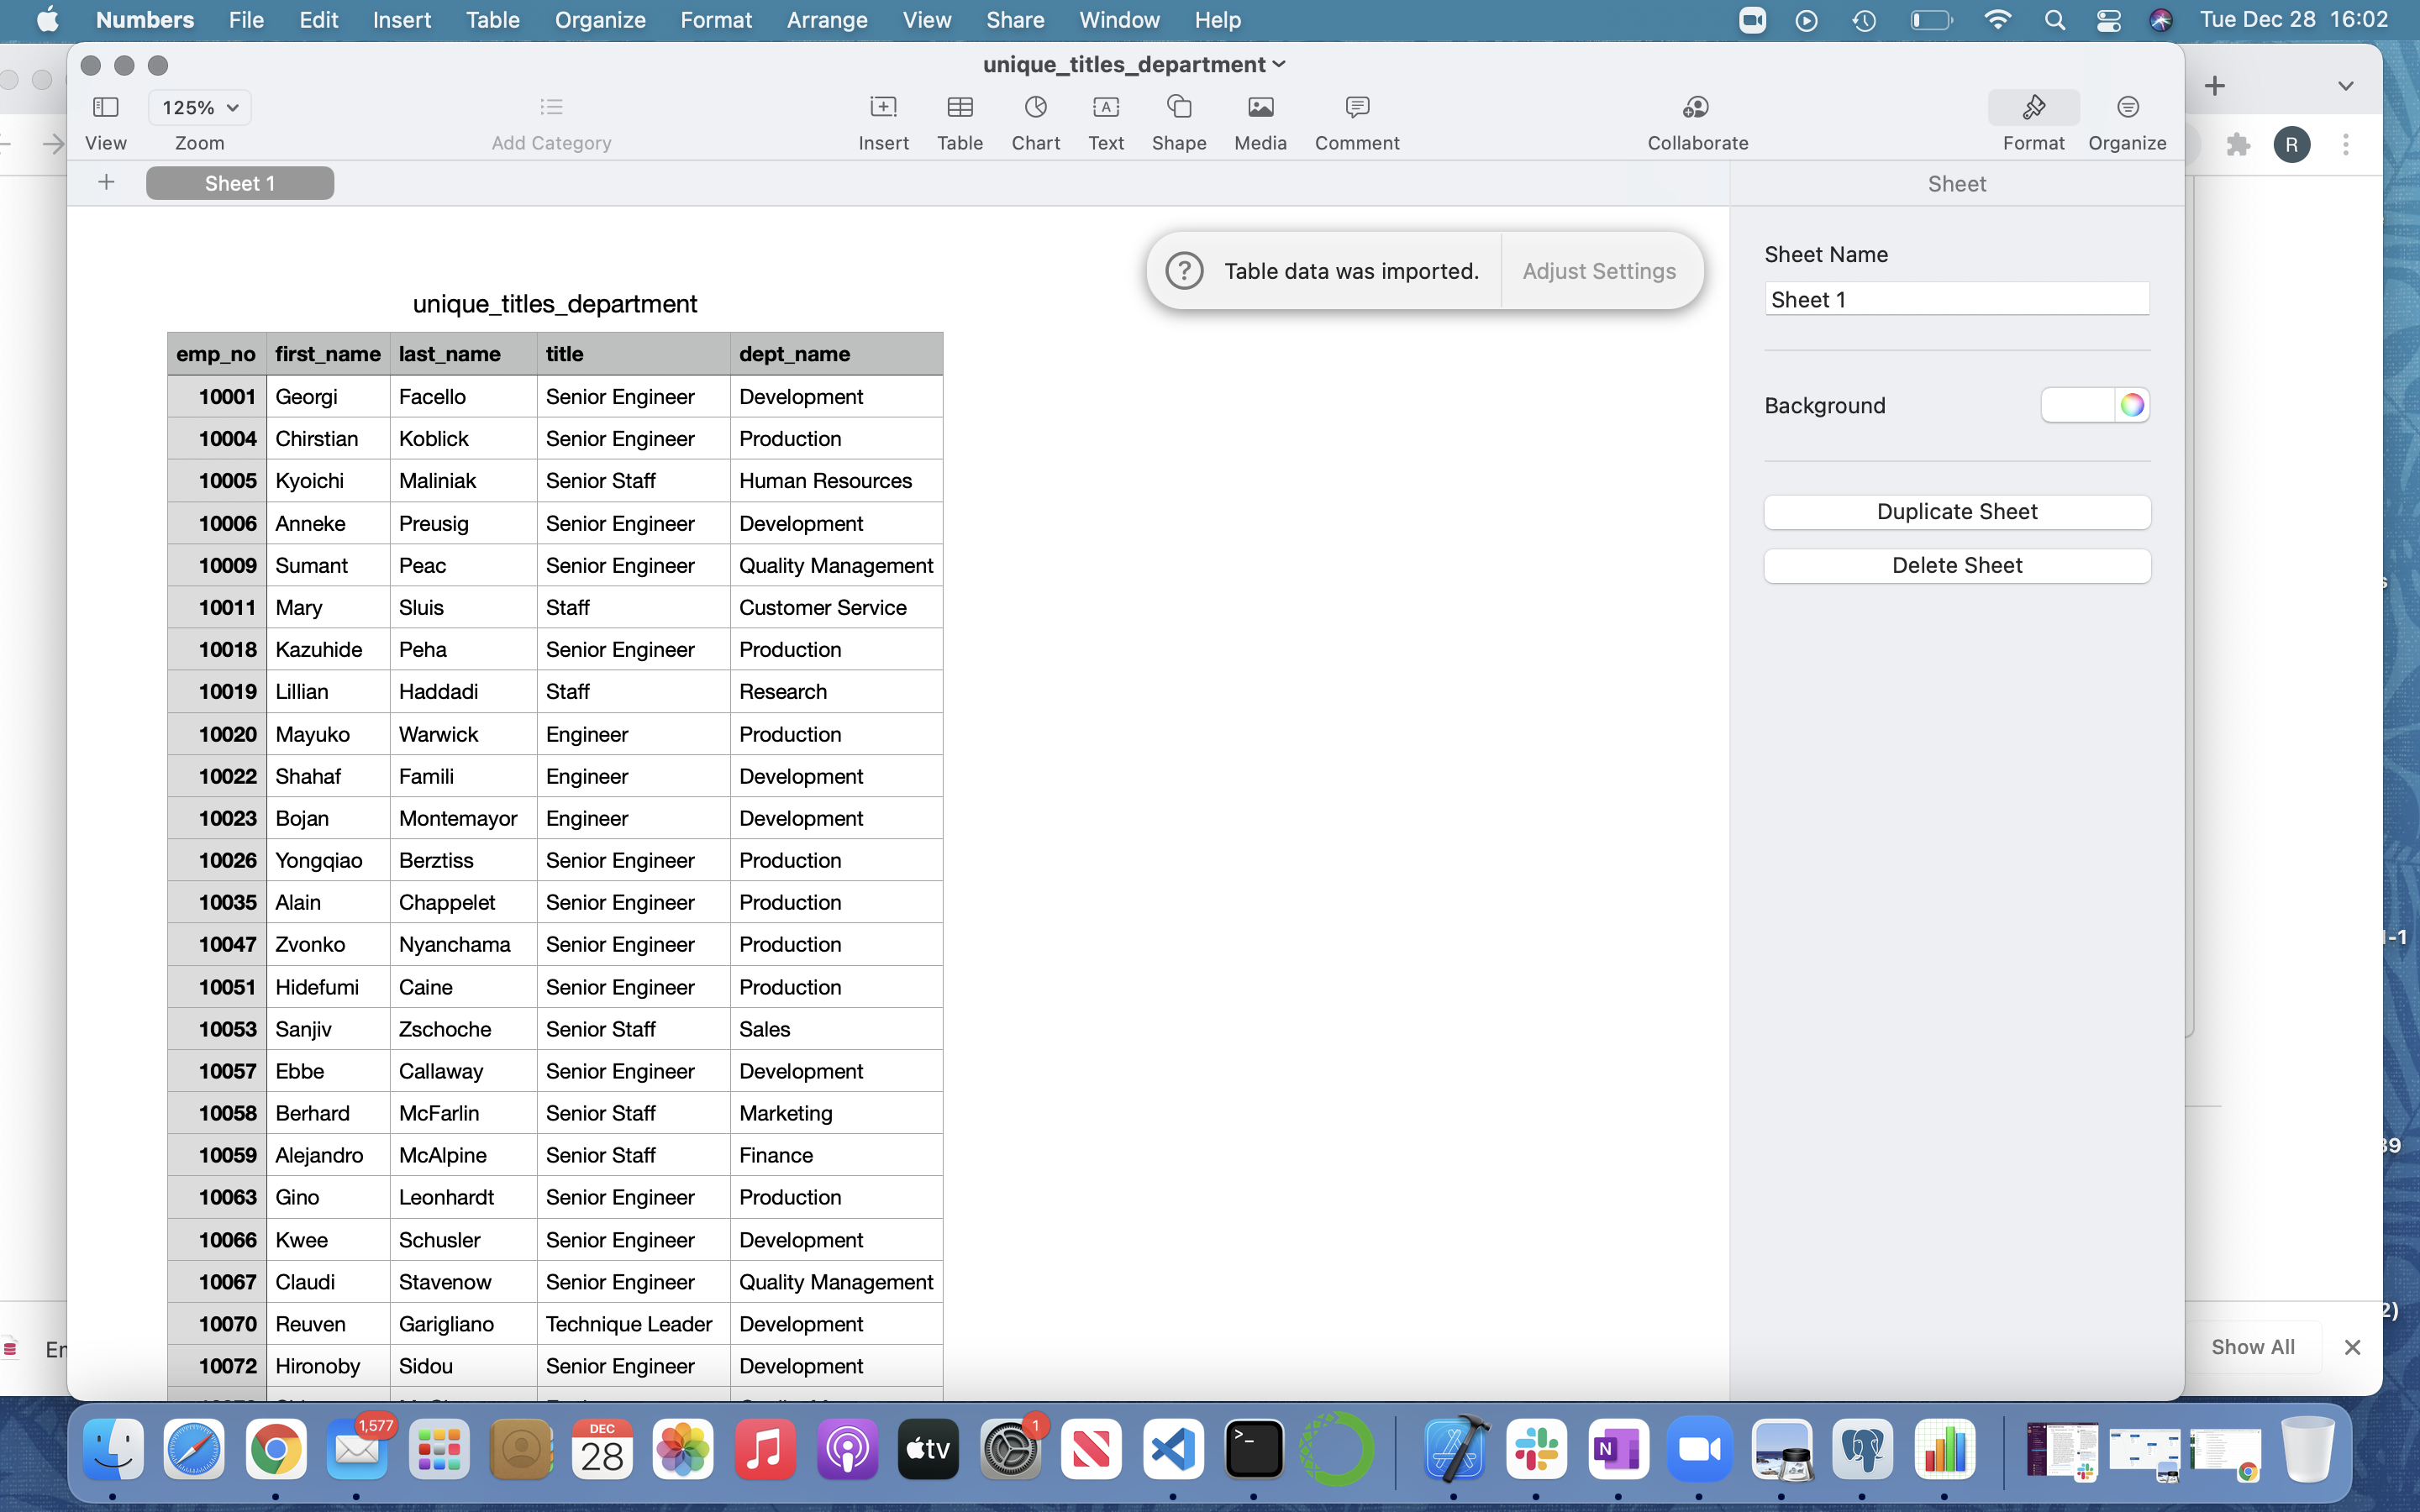 Numbers File Edit Insert Table Organize Format Arrange View Share Window Help Tue Dec 28 16:02
unique_titles_department
125%
View Zoom Add Category Insert Table Chart Text Shape Media Comment Collaborate Format Organize
R
Sheet 1 Sheet
Table data was imported. Adjust Settings
Sheet Name
Sheet 1
Background
Duplicate Sheet
Delete Sheet
unique_titles_department
emp_no first_name last_name title dept_name
10001 Georgi Facello Senior Engineer Development
10004 Chirstian Koblick Senior Engineer Production
10005 Kyoichi Maliniak Senior Staff Human Resources
10006 Anneke Preusig Senior Engineer Development
10009 Sumant Peac Senior Engineer Quality Management
10011 Mary Sluis Staff Customer Service
10018 Kazuhide Peha Senior Engineer Production
10019 Lillian Haddadi Staff Research
10020 Mayuko Warwick Engineer Production
10022 Shahaf Famili Engineer Development
10023 Bojan Montemayor Engineer Development
10026 Yongqiao Berztiss Senior Engineer Production
10035 Alain Chappelet Senior Engineer Production
10047 Zvonko Nyanchama Senior Engineer Production
10051 Hidefumi Caine Senior Engineer Production
10053 Sanjiv Zschoche Senior Staff Sales
10057 Ebbe Callaway Senior Engineer Development
10058 Berhard McFarlin Senior Staff Marketing
10059 Alejandro McAlpine Senior Staff Finance
10063 Gino Leonhardt Senior Engineer Production
10066 Kwee Schusler Senior Engineer Development
10067 Claudi Stavenow Senior Engineer Quality Management
10070 Reuven Garigliano Technique Leader Development
10072 Hironoby Sidou Senior Engineer Development
Show All
1,577
DEC
28
tv
1
N